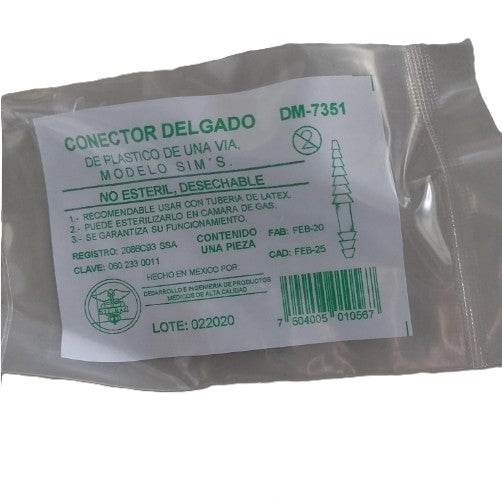 CONECTOR DELGADO
DM-7351
DE PLASTICO DE UNA VIA,
MODELO SIM'S.
NO ESTERIL, DESECHABLE
1.- RECOMENDABLE USAR CON TUBERIA DE LATEX.
2.- PUEDE ESTERILIZARLO EN CAMARA DE GAS.
3.- SE GARANTIZA SU FUNCIONAMIENTO.
REGISTRO: 2088C93 SSA
CLAVE: 060 233 0011
CONTENIDO
UNA PIEZA
FAB: FEB-20
CAD: FEB-25
HECHO EN MEXICO POR:
DESARROLLO E INGENIERIA DE PRODUCTOS
MEDICOS DE ALTA CALIDAD
LOTE: 022020
7 504005 010567